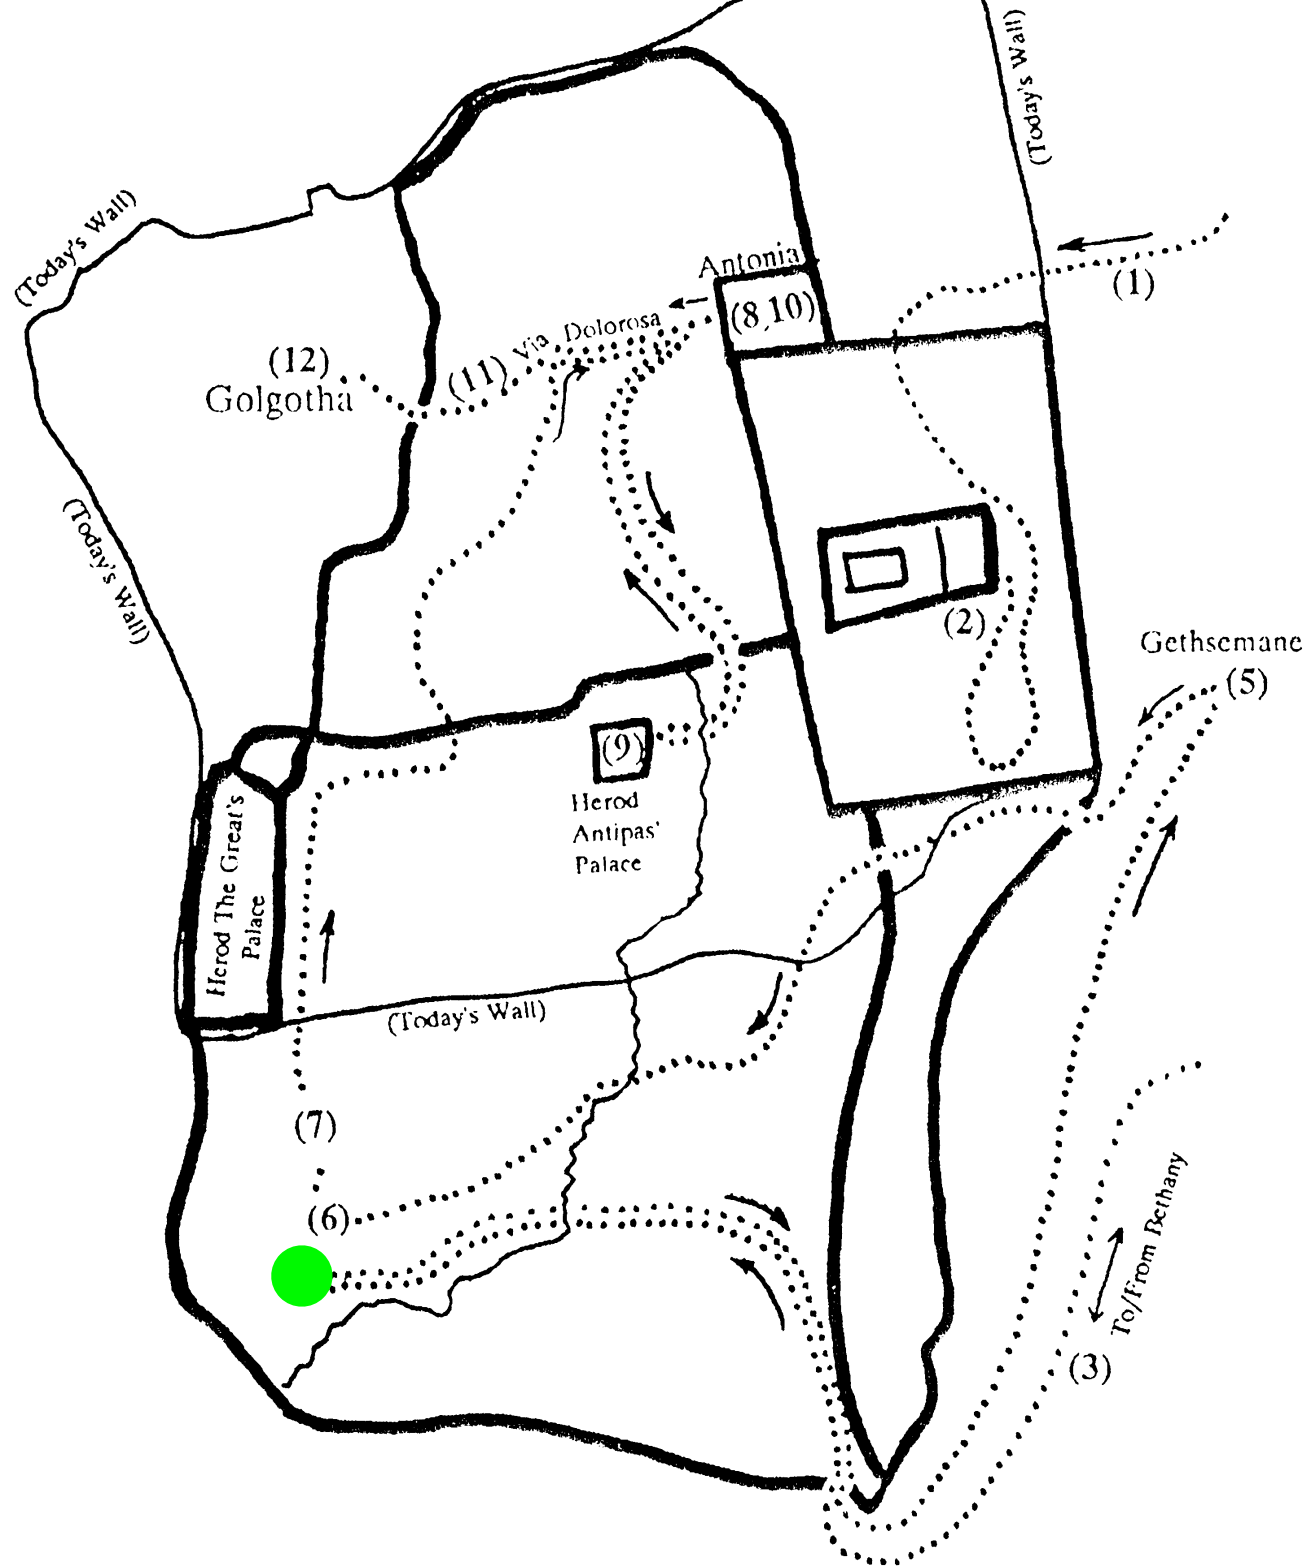 (Today's Wall)
(Today's Wall)
Antonia
(1)
(8,10)
Via Dolorosa
(12)
(11)
Golgotha
(Today's Wall)
(2)
Gethsemane
(5)
(9)
Herod
Antipas'
Palace
Herod The Great's
Palace
(Today's Wall)
(7)
(6)
To/From Bethany
(3)